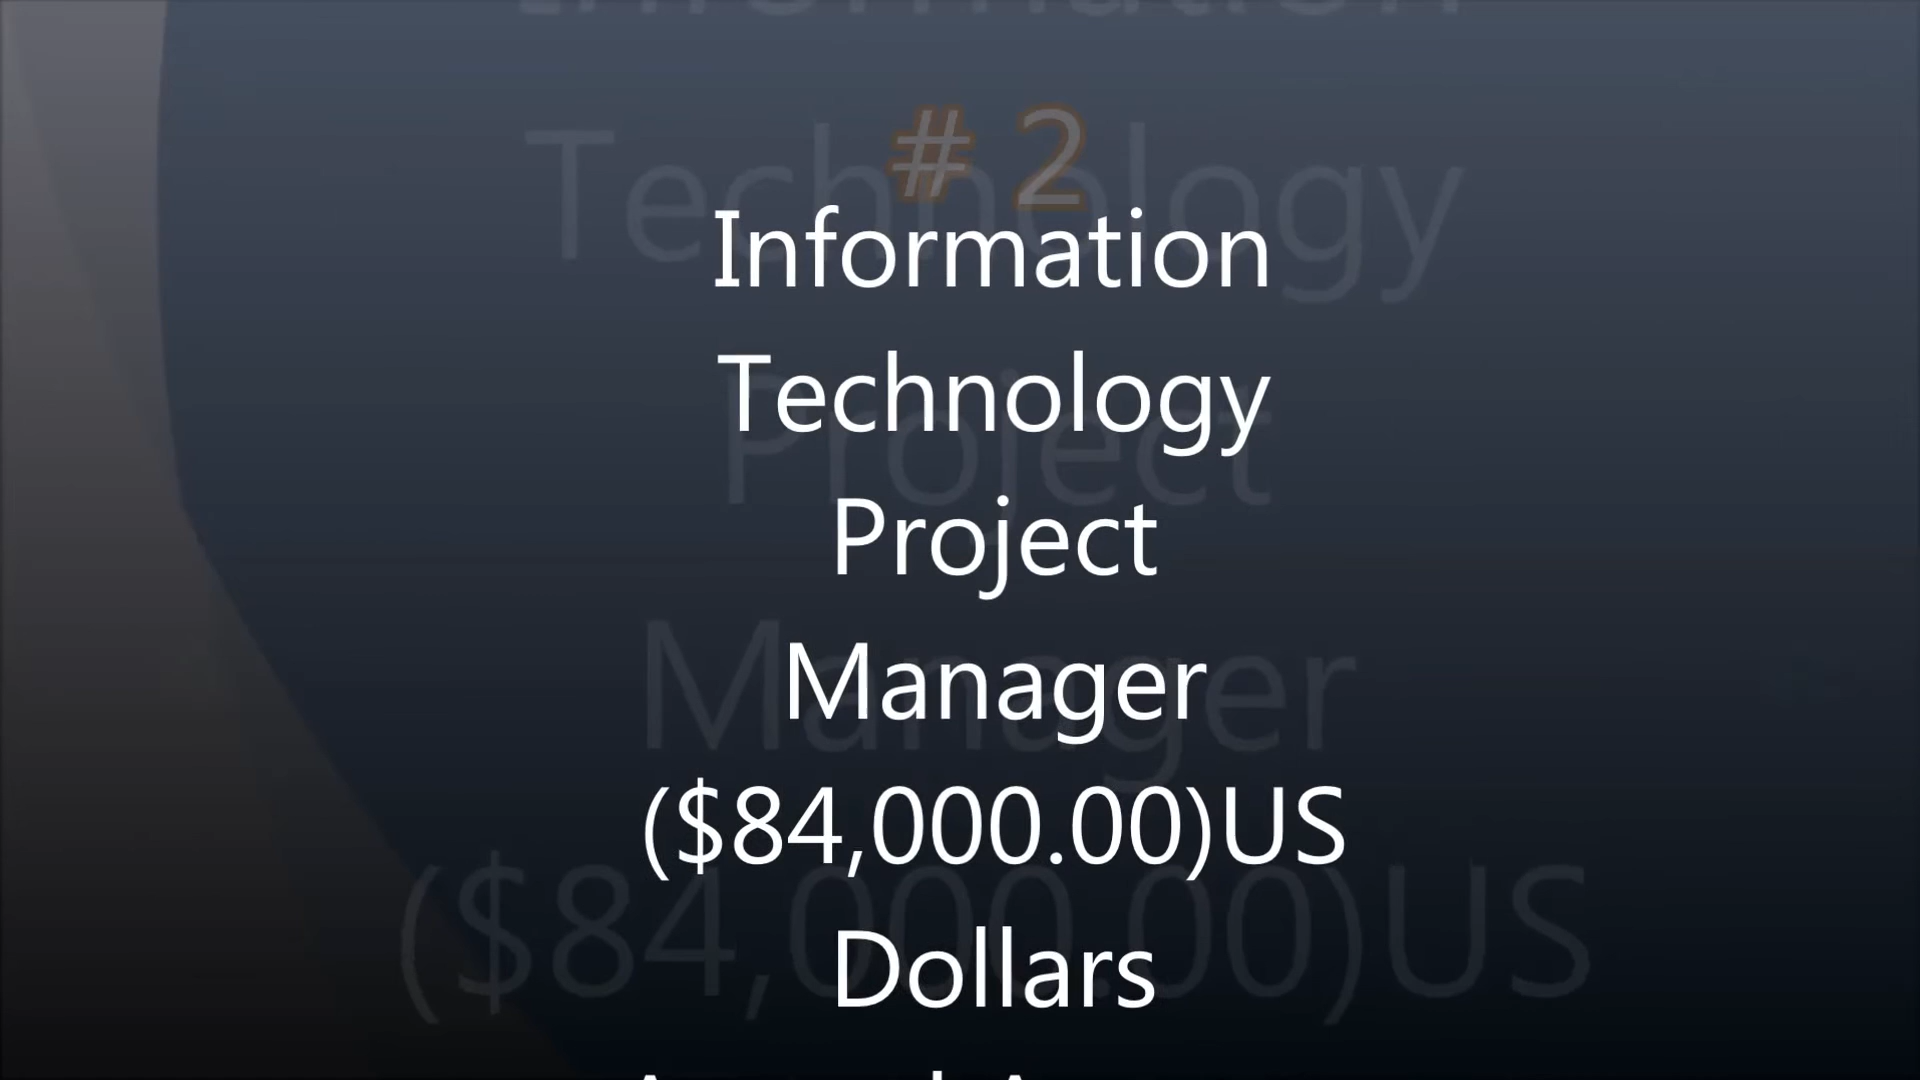 # 2
Information
Technology
Project
Manager
($84,000.00)US
Dollars